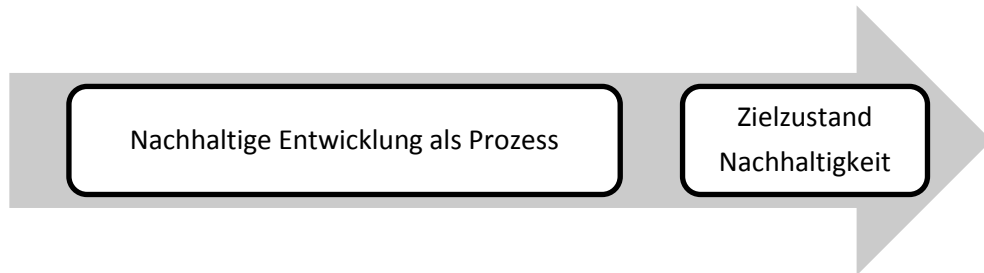 Nachhaltige Entwicklung als Prozess
Zielzustand
Nachhaltigkeit